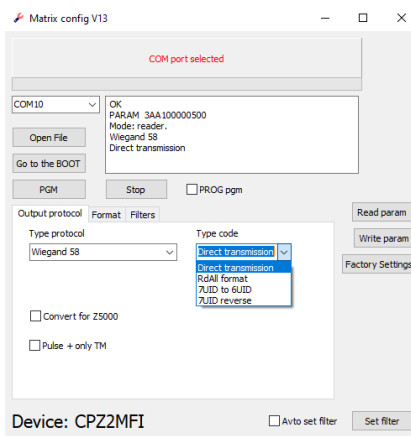 Matrix config V13
COM port selected
COM10
OK
PARAM 3AA100000500
Mode: reader.
Wiegand 58
Direct transmission
Open File
Go to the BOOT
PGM
Stop
PROG pgm
Output protocol
Format
Filters
Read param
Write param
Factory Settings
Type protocol
Type code
Wiegand 58
Direct transmission
Direct transmission
RdAll format
7UID to 6UID
7UID reverse
Convert for Z5000
Pulse + only TM
Device: CPZ2MFI
Avto set filter
Set filter